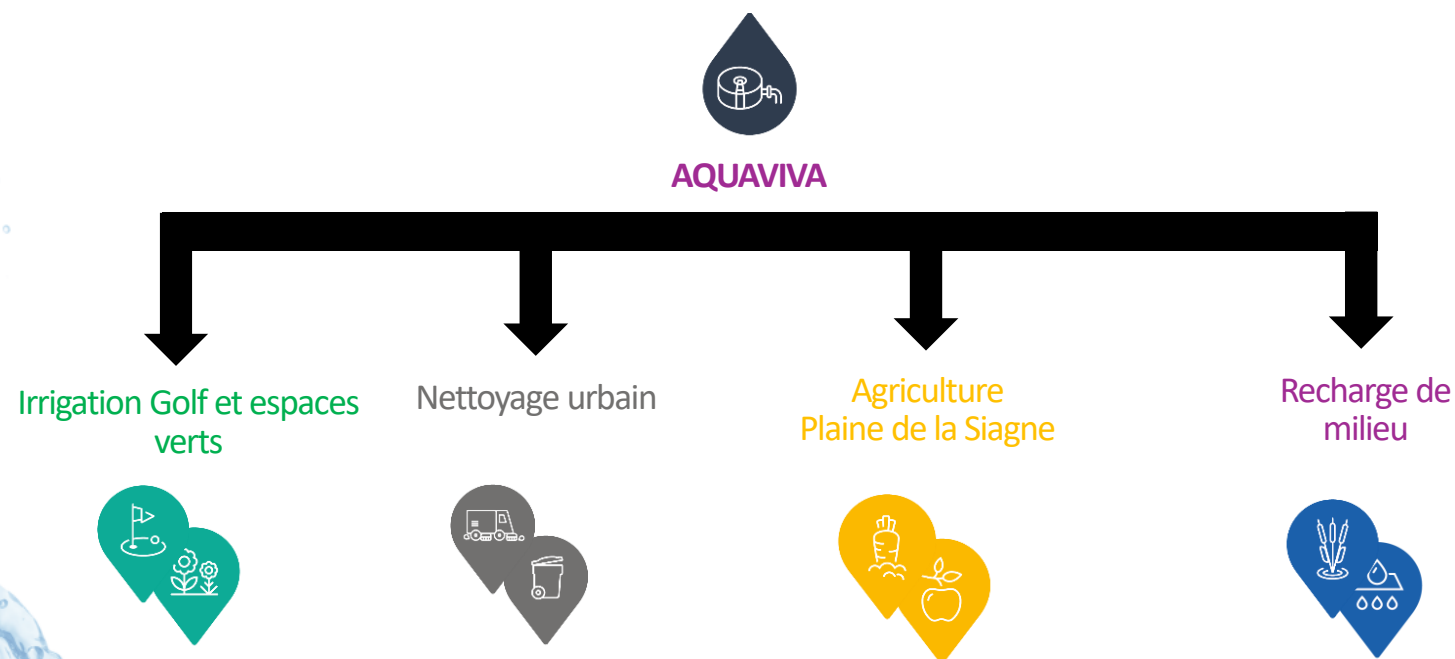 AQUAVIVA
Irrigation Golf et espaces
verts
Nettoyage urbain
Agriculture
Plaine de la Siagne
Recharge de
milieu